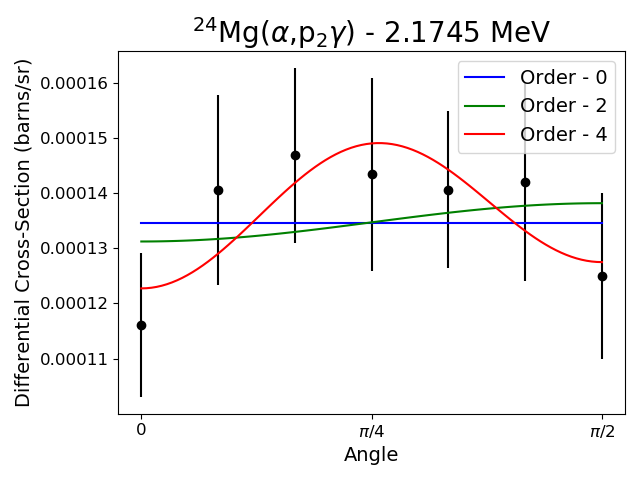 ²⁴Mg(α,p₂γ) - 2.1745 MeV
Differential Cross-Section (barns/sr)
0.00016
0.00015
0.00014
0.00013
0.00012
0.00011
Order - 0
Order - 2
Order - 4
0 π/4 π/2
Angle